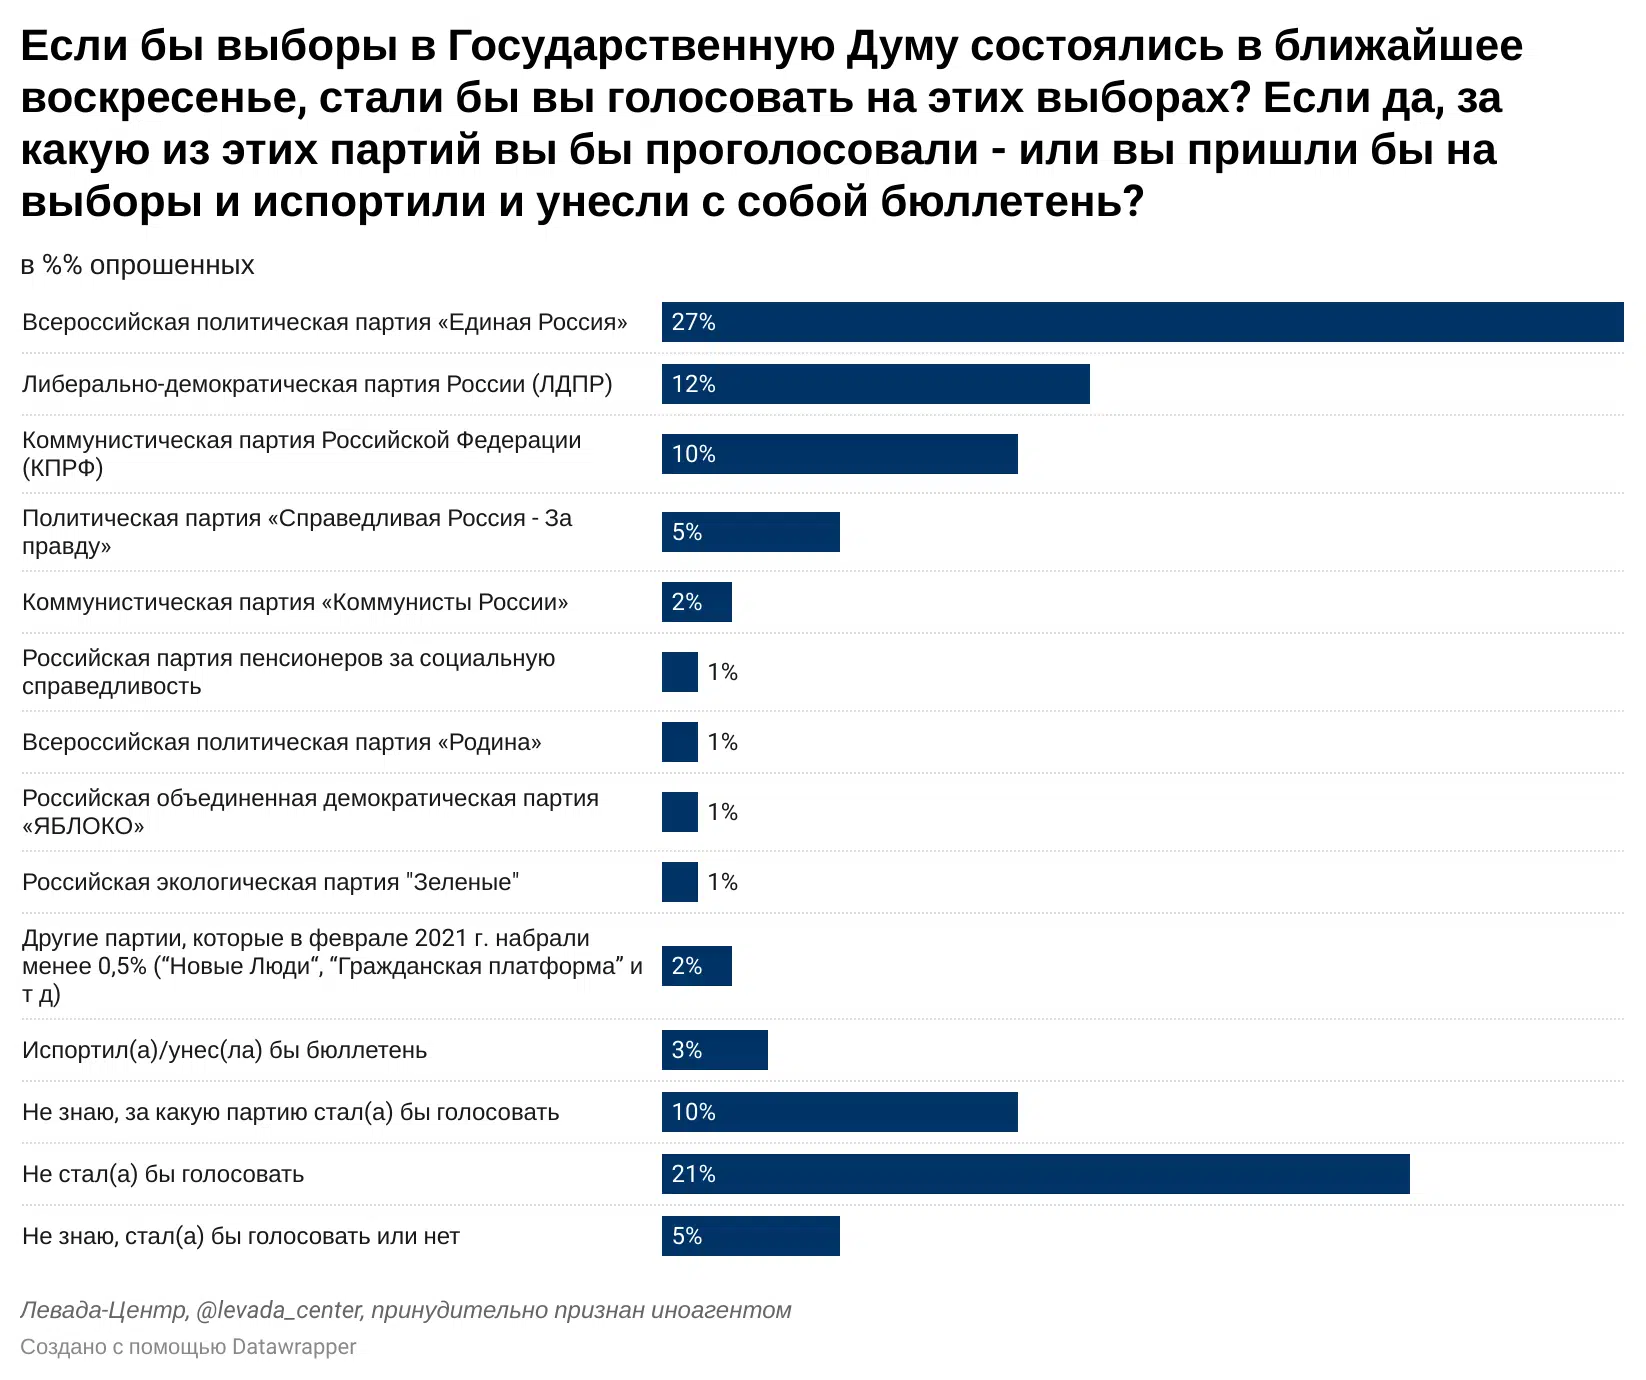 Если бы выборы в Государственную Думу состоялись в ближайшее
воскресенье, стали бы вы голосовать на этих выборах? Если да, за
какую из этих партий вы бы проголосовали - или вы пришли бы на
выборы и испортили и унесли с собой бюллетень?
в %% опрошенных
Всероссийская политическая партия «Единая Россия» 27%
Либерально-демократическая партия России (ЛДПР) 12%
Коммунистическая партия Российской Федерации
(КПРФ)
10%
Политическая партия «Справедливая Россия - За
правду»
5%
Коммунистическая партия «Коммунисты России» 2%
Российская партия пенсионеров за социальную
справедливость
1%
Всероссийская политическая партия «Родина» 1%
Российская объединенная демократическая партия
«ЯБЛОКО»
1%
Российская экологическая партия "Зеленые" 1%
Другие партии, которые в феврале 2021 г. набрали
менее 0,5% (“Новые Люди“, “Гражданская платформа” и
т д)
2%
Испортил(а)/унес(ла) бы бюллетень 3%
Не знаю, за какую партию стал(а) бы голосовать 10%
Не стал(а) бы голосовать 21%
Не знаю, стал(а) бы голосовать или нет 5%
Левада-Центр, @levada_center, принудительно признан иноагентом
Создано с помощью Datawrapper